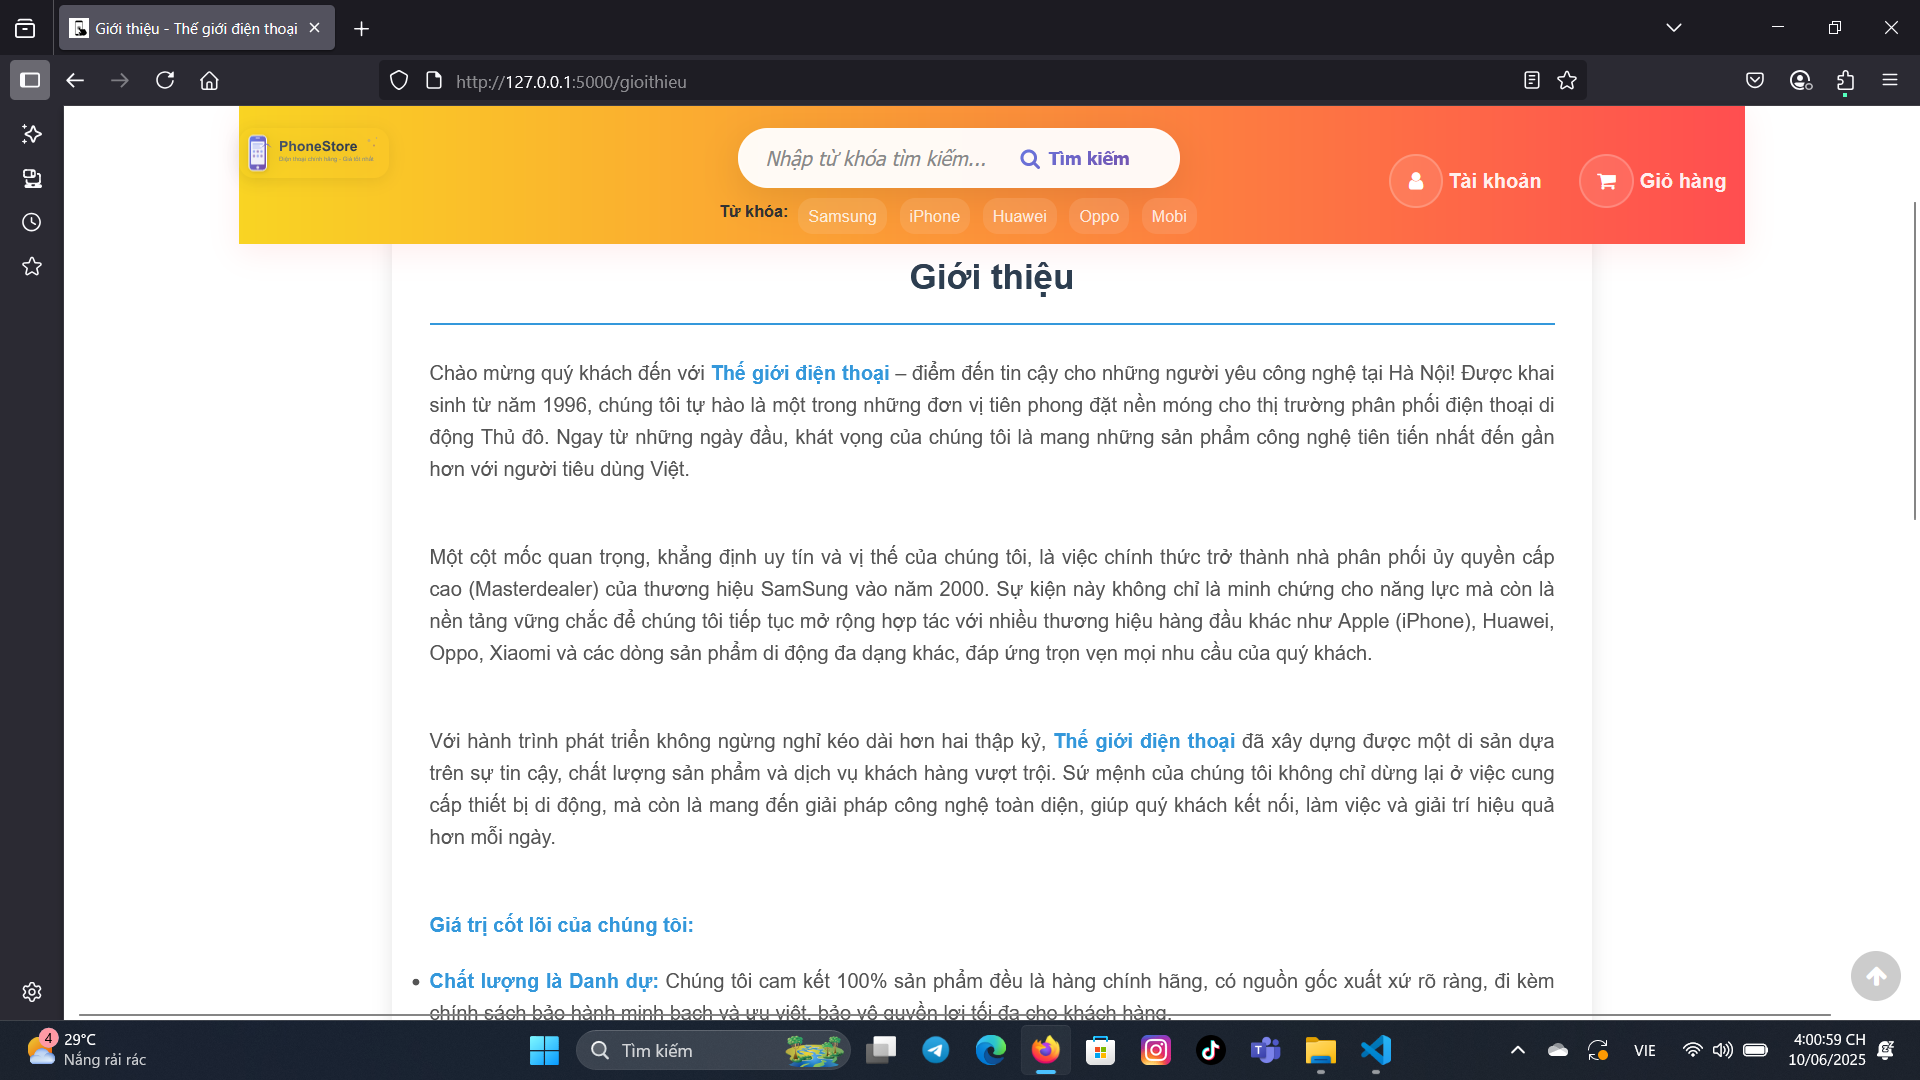 Giới thiệu - Thế giới điện thoại
http://127.0.0.1:5000/gioithieu
PhoneStore
Điện thoại chính hãng - Giá tốt nhất
Nhập từ khóa tìm kiếm...
Tìm kiếm
Tài khoản
Giỏ hàng
Từ khóa:
Samsung
iPhone
Huawei
Oppo
Mobi
Giới thiệu
Chào mừng quý khách đến với Thế giới điện thoại – điểm đến tin cậy cho những người yêu công nghệ tại Hà Nội! Được khai
sinh từ năm 1996, chúng tôi tự hào là một trong những đơn vị tiên phong đặt nền móng cho thị trường phân phối điện thoại di
động Thủ đô. Ngay từ những ngày đầu, khát vọng của chúng tôi là mang những sản phẩm công nghệ tiên tiến nhất đến gần
hơn với người tiêu dùng Việt.
Một cột mốc quan trọng, khẳng định uy tín và vị thế của chúng tôi, là việc chính thức trở thành nhà phân phối ủy quyền cấp
cao (Masterdealer) của thương hiệu SamSung vào năm 2000. Sự kiện này không chỉ là minh chứng cho năng lực mà còn là
nền tảng vững chắc để chúng tôi tiếp tục mở rộng hợp tác với nhiều thương hiệu hàng đầu khác như Apple (iPhone), Huawei,
Oppo, Xiaomi và các dòng sản phẩm di động đa dạng khác, đáp ứng trọn vẹn mọi nhu cầu của quý khách.
Với hành trình phát triển không ngừng nghỉ kéo dài hơn hai thập kỷ, Thế giới điện thoại đã xây dựng được một di sản dựa
trên sự tin cậy, chất lượng sản phẩm và dịch vụ khách hàng vượt trội. Sứ mệnh của chúng tôi không chỉ dừng lại ở việc cung
cấp thiết bị di động, mà còn là mang đến giải pháp công nghệ toàn diện, giúp quý khách kết nối, làm việc và giải trí hiệu quả
hơn mỗi ngày.
Giá trị cốt lõi của chúng tôi:
• Chất lượng là Danh dự: Chúng tôi cam kết 100% sản phẩm đều là hàng chính hãng, có nguồn gốc xuất xứ rõ ràng, đi kèm
chính sách bảo hành minh bạch và ưu việt, bảo vệ quyền lợi tối đa cho khách hàng.
4
29°C
Nắng rải rác
Tìm kiếm
VIE
4:00:59 CH
10/06/2025